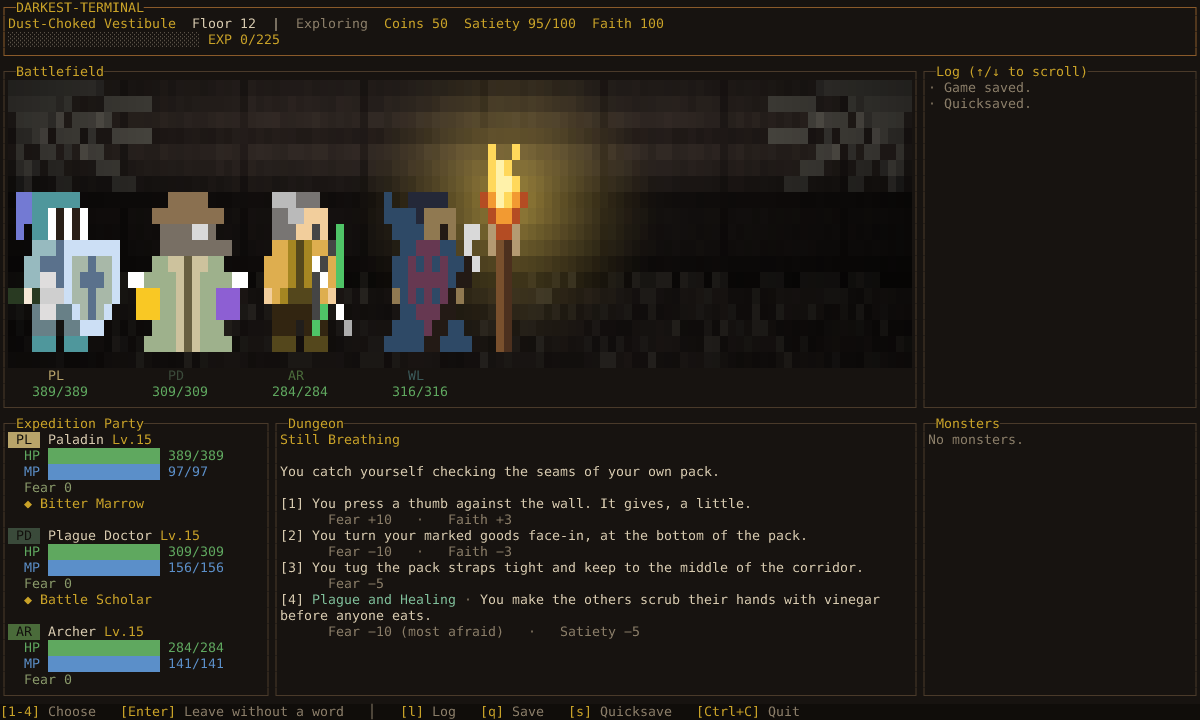 DARKEST-TERMINAL
Dust-Choked Vestibule  Floor 12  |  Exploring  Coins 50  Satiety 95/100  Faith 100
EXP 0/225
Battlefield
PL  PD  AR  WL
389/389  309/309  284/284  316/316
Log (↑/↓ to scroll)
· Game saved.
· Quicksaved.
Expedition Party
PL Paladin Lv.15
HP 389/389
MP 97/97
Fear 0
◆ Bitter Marrow
PD Plague Doctor Lv.15
HP 309/309
MP 156/156
Fear 0
◆ Battle Scholar
AR Archer Lv.15
HP 284/284
MP 141/141
Fear 0
Dungeon
Still Breathing
You catch yourself checking the seams of your own pack.
[1] You press a thumb against the wall. It gives, a little.
Fear +10  ·  Faith +3
[2] You turn your marked goods face-in, at the bottom of the pack.
Fear −10  ·  Faith −3
[3] You tug the pack straps tight and keep to the middle of the corridor.
Fear −5
[4] Plague and Healing · You make the others scrub their hands with vinegar
before anyone eats.
Fear −10 (most afraid)  ·  Satiety −5
Monsters
No monsters.
[1-4] Choose  [Enter] Leave without a word  │  [l] Log  [q] Save  [s] Quicksave  [Ctrl+C] Quit